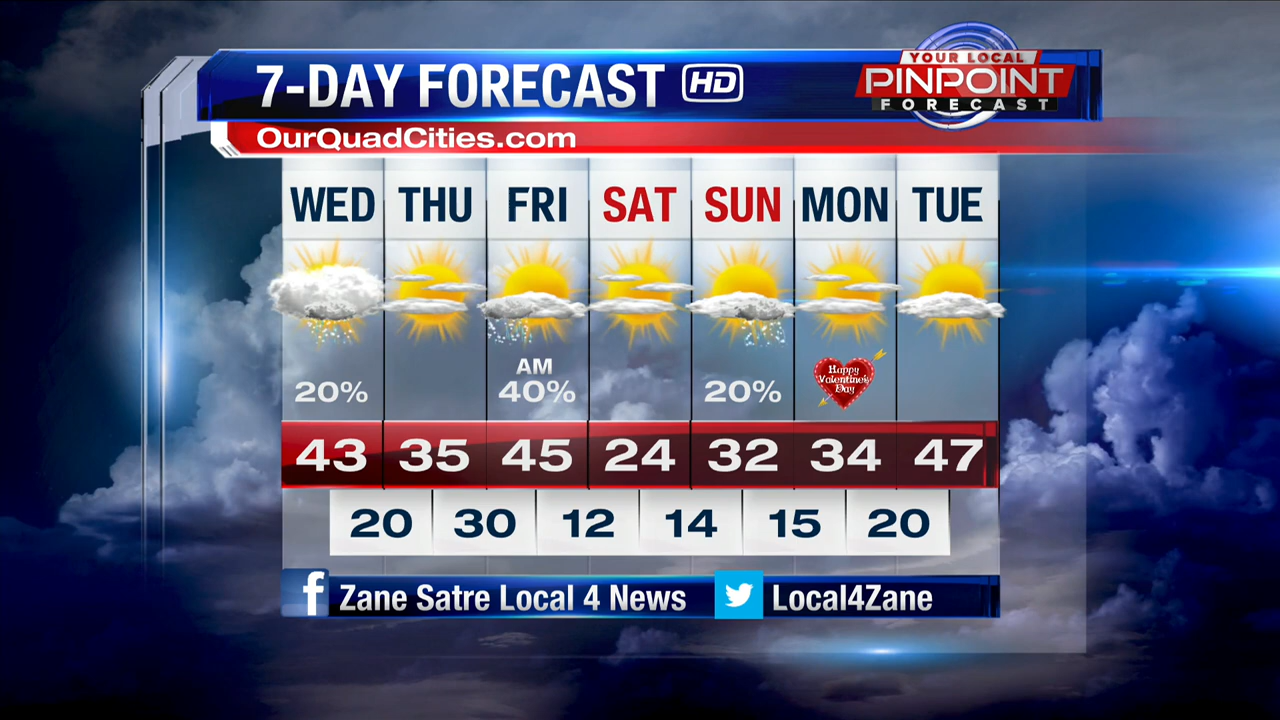 7-DAY FORECAST HD
YOUR LOCAL
PINPOINT
FORECAST
OurQuadCities.com
WED THU FRI SAT SUN MON TUE
AM
20% 40% 20%
Happy
Valentine's
Day
43 35 45 24 32 34 47
20 30 12 14 15 20
f Zane Satre Local 4 News Local4Zane